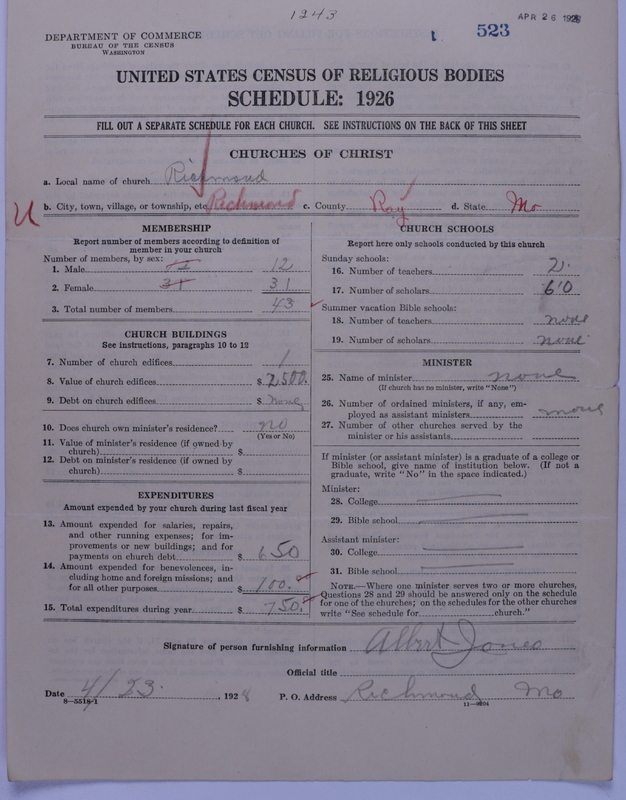 1243
523
APR 26 1928
DEPARTMENT OF COMMERCE
BUREAU OF THE CENSUS
WASHINGTON
UNITED STATES CENSUS OF RELIGIOUS BODIES
SCHEDULE: 1926
FILL OUT A SEPARATE SCHEDULE FOR EACH CHURCH. SEE INSTRUCTIONS ON THE BACK OF THIS SHEET
CHURCHES OF CHRIST
a. Local name of church Richmond
b. City, town, village, or township, etc. Richmond c. County Ray d. State Mo
U
MEMBERSHIP
Report number of members according to definition of
member in your church
Number of members, by sex:
1. Male 12
2. Female 31 31
3. Total number of members 43
CHURCH BUILDINGS
See instructions, paragraphs 10 to 12
7. Number of church edifices 1
8. Value of church edifices $ 2500.
9. Debt on church edifices $ None
10. Does church own minister's residence? no
(Yes or No)
11. Value of minister's residence (if owned by
church) $
12. Debt on minister's residence (if owned by
church) $
EXPENDITURES
Amount expended by your church during last fiscal year
13. Amount expended for salaries, repairs,
and other running expenses; for im-
provements or new buildings; and for
payments on church debt $ 650
14. Amount expended for benevolences, in-
cluding home and foreign missions; and
for all other purposes $ 100.
15. Total expenditures during year $ 750.
CHURCH SCHOOLS
Report here only schools conducted by this church
Sunday schools:
16. Number of teachers 2.
17. Number of scholars 60
Summer vacation Bible schools:
18. Number of teachers none
19. Number of scholars none
MINISTER
25. Name of minister none
(If church has no minister, write "None")
26. Number of ordained ministers, if any, em-
ployed as assistant ministers none
27. Number of other churches served by the
minister or his assistants
If minister (or assistant minister) is a graduate of a college or
Bible school, give name of institution below. (If not a
graduate, write "No" in the space indicated.)
Minister:
28. College
29. Bible school
Assistant minister:
30. College
31. Bible school
NOTE.—Where one minister serves two or more churches,
Questions 28 and 29 should be answered only on the schedule
for one of the churches; on the schedules for the other churches
write "See schedule for church."
Signature of person furnishing information Albert Jones
Official title
Date 4/23. , 1928 P. O. Address Richmond Mo
8—5518-1